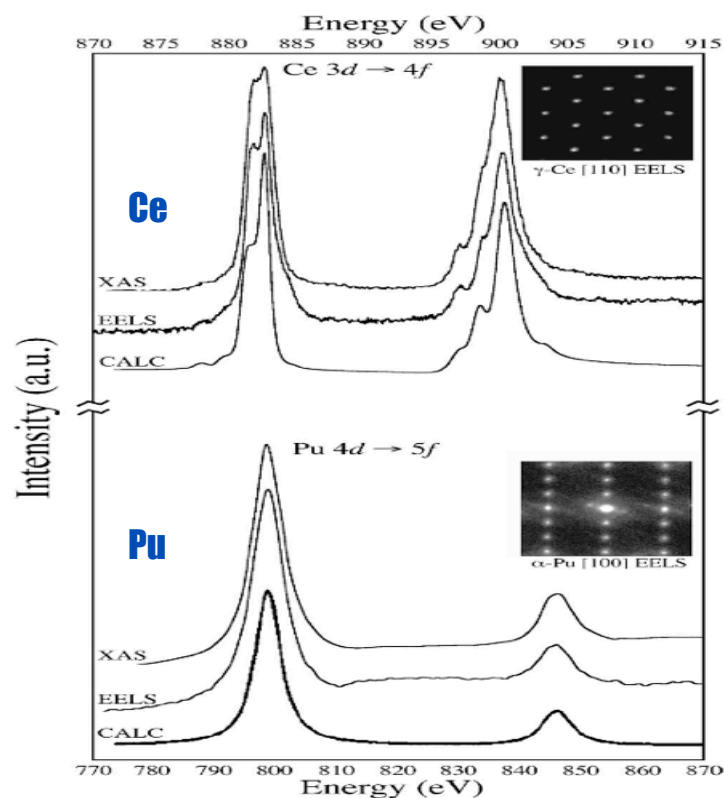 Energy (eV)
870 875 880 885 890 895 900 905 910 915
Ce 3d → 4f
γ-Ce [110] EELS
Ce
XAS
EELS
CALC
Intensity (a.u.)
Pu 4d → 5f
α-Pu [100] EELS
Pu
XAS
EELS
CALC
770 780 790 800 810 820 830 840 850 860 870
Energy (eV)